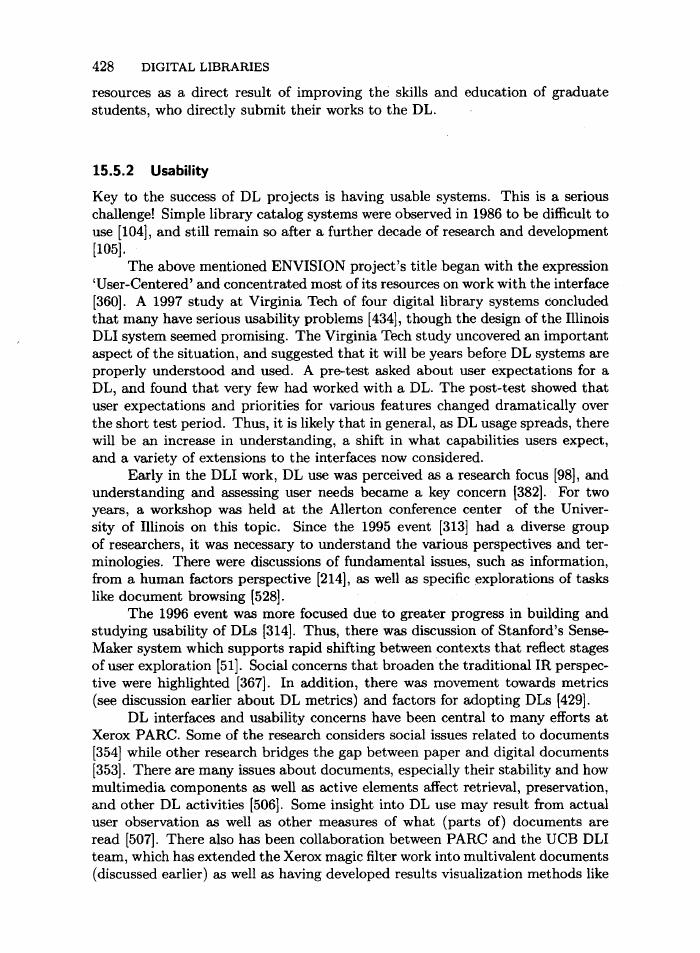 428 DIGITAL LIBRARIES
resources as a direct result of improving the skills and education of graduate
students, who directly submit their works to the DL.
15.5.2 Usability
Key to the success of DL projects is having usable systems. This is a serious
challenge! Simple library catalog systems were observed in 1986 to be difficult to
use [104], and still remain so after a further decade of research and development
[105].
The above mentioned ENVISION project's title began with the expression
'User-Centered' and concentrated most of its resources on work with the interface
[360]. A 1997 study at Virginia Tech of four digital library systems concluded
that many have serious usability problems [434], though the design of the Illinois
DLI system seemed promising. The Virginia Tech study uncovered an important
aspect of the situation, and suggested that it will be years before DL systems are
properly understood and used. A pre-test asked about user expectations for a
DL, and found that very few had worked with a DL. The post-test showed that
user expectations and priorities for various features changed dramatically over
the short test period. Thus, it is likely that in general, as DL usage spreads, there
will be an increase in understanding, a shift in what capabilities users expect,
and a variety of extensions to the interfaces now considered.
Early in the DLI work, DL use was perceived as a research focus [98], and
understanding and assessing user needs became a key concern [382]. For two
years, a workshop was held at the Allerton conference center of the Univer-
sity of Illinois on this topic. Since the 1995 event [313] had a diverse group
of researchers, it was necessary to understand the various perspectives and ter-
minologies. There were discussions of fundamental issues, such as information,
from a human factors perspective [214], as well as specific explorations of tasks
like document browsing [528].
The 1996 event was more focused due to greater progress in building and
studying usability of DLs [314]. Thus, there was discussion of Stanford's Sense-
Maker system which supports rapid shifting between contexts that reflect stages
of user exploration [51]. Social concerns that broaden the traditional IR perspec-
tive were highlighted [367]. In addition, there was movement towards metrics
(see discussion earlier about DL metrics) and factors for adopting DLs [429].
DL interfaces and usability concerns have been central to many efforts at
Xerox PARC. Some of the research considers social issues related to documents
[354] while other research bridges the gap between paper and digital documents
[353]. There are many issues about documents, especially their stability and how
multimedia components as well as active elements affect retrieval, preservation,
and other DL activities [506]. Some insight into DL use may result from actual
user observation as well as other measures of what (parts of) documents are
read [507]. There also has been collaboration between PARC and the UCB DLI
team, which has extended the Xerox magic filter work into multivalent documents
(discussed earlier) as well as having developed results visualization methods like